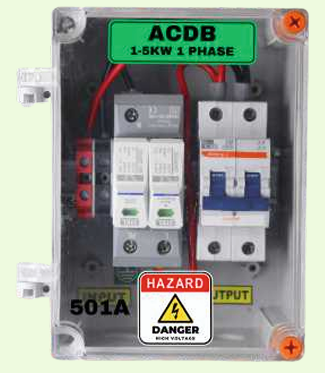 ACDB
1-5KW 1 PHASE
INPUT
OUTPUT
501A
HAZARD
DANGER
HIGH VOLTAGE